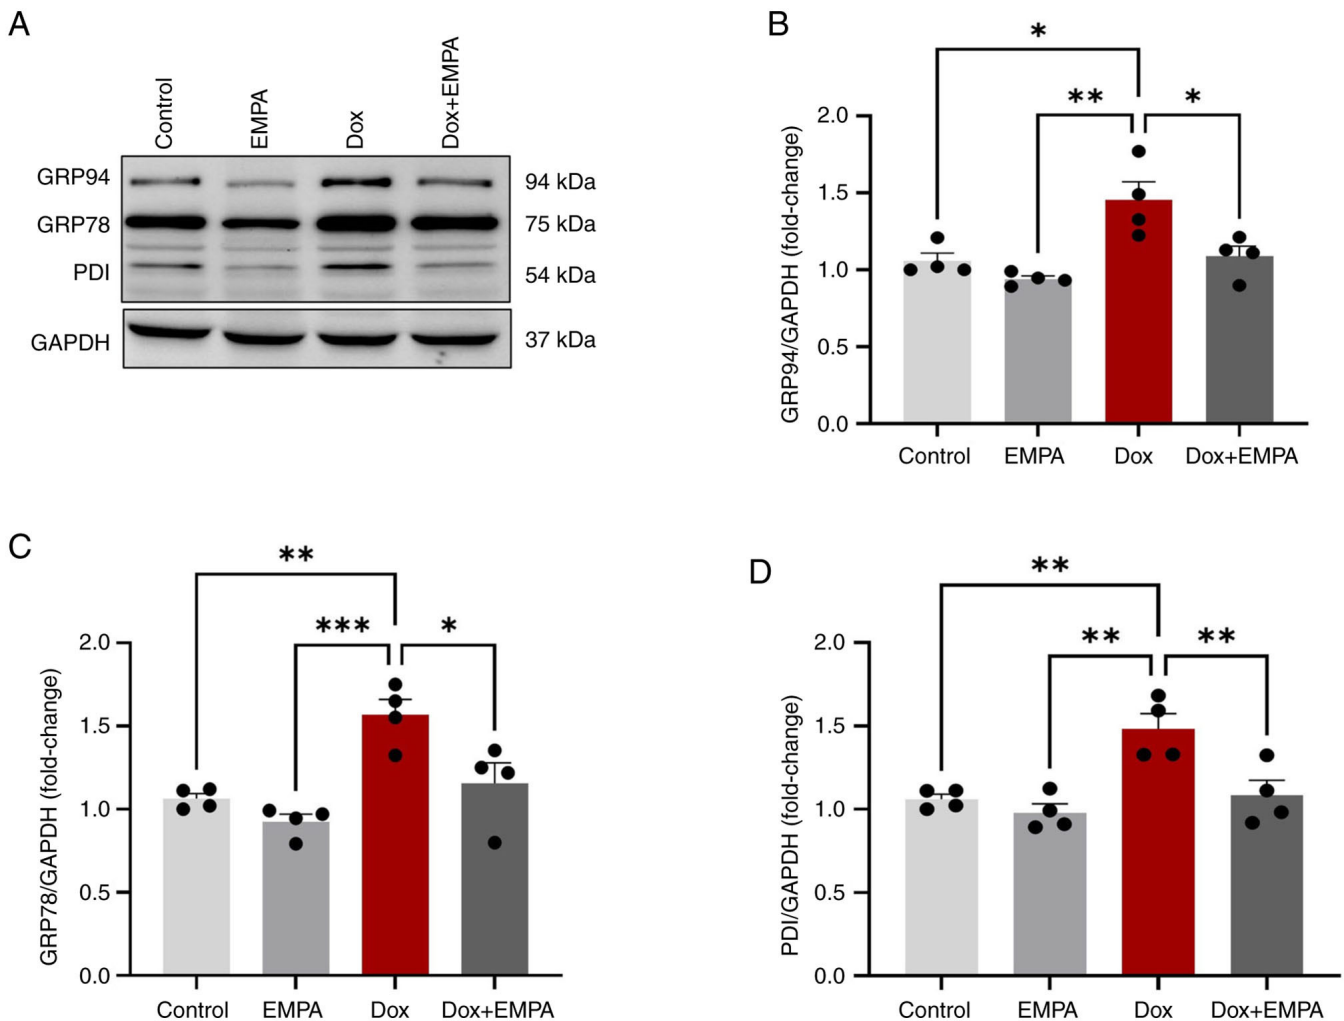 A
Control
EMPA
Dox
Dox+EMPA
GRP94
94 kDa
GRP78
75 kDa
PDI
54 kDa
GAPDH
37 kDa
B
*
** *
GRP94/GAPDH (fold-change)
2.0
1.5
1.0
0.5
0.0
Control EMPA Dox Dox+EMPA
C
**
*** *
GRP78/GAPDH (fold-change)
2.0
1.5
1.0
0.5
0.0
Control EMPA Dox Dox+EMPA
D
**
** **
PDI/GAPDH (fold-change)
2.0
1.5
1.0
0.5
0.0
Control EMPA Dox Dox+EMPA